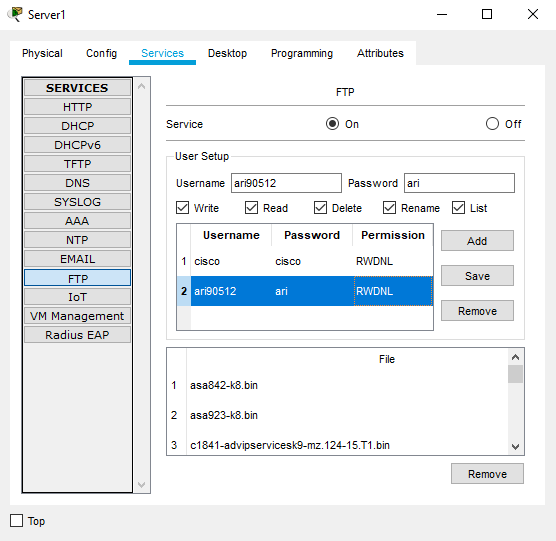 Server1
Physical Config Services Desktop Programming Attributes
SERVICES
HTTP
DHCP
DHCPv6
TFTP
DNS
SYSLOG
AAA
NTP
EMAIL
FTP
IoT
VM Management
Radius EAP
FTP
Service On Off
User Setup
Username ari90512 Password ari
Write Read Delete Rename List
Username Password Permission
1 cisco cisco RWDNL
2 ari90512 ari RWDNL
Add
Save
Remove
File
1 asa842-k8.bin
2 asa923-k8.bin
3 c1841-advipservicesk9-mz.124-15.T1.bin
Remove
Top